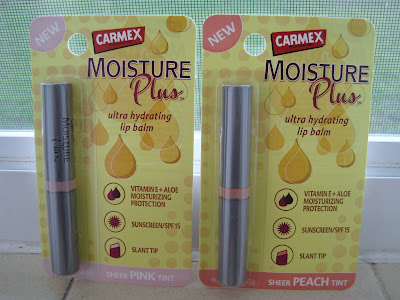 NEW
CARMEX
MOISTURE
Plus
ultra hydrating
lip balm
VITAMIN E + ALOE
MOISTURIZING
PROTECTION
SUNSCREEN/SPF 15
SLANT TIP
SHEER PINK TINT
Moisture
Plus
NEW
CARMEX
MOISTURE
Plus
ultra hydrating
lip balm
VITAMIN E + ALOE
MOISTURIZING
PROTECTION
SUNSCREEN/SPF 15
SLANT TIP
SHEER PEACH TINT